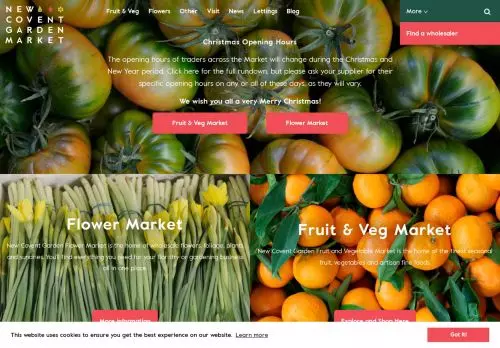 NEW
COVENT
GARDEN
MARKET
Fruit & Veg Flowers Other Visit News Lettings Blog
More
Find a wholesaler
Christmas Opening Hours
The opening hours of traders across the Market will change during the Christmas and
New Year period. Click here for the full rundown, but please ask your supplier for their
specific opening hours on any or all of these days, as they will vary.
We wish you all a very Merry Christmas!
Fruit & Veg Market Flower Market
Flower Market
New Covent Garden Flower Market is the home of wholesale flowers, foliage, plants
and sundries. You'll find everything you need for your floristry or gardening business,
all in one place.
More information
Fruit & Veg Market
New Covent Garden Fruit and Vegetable Market is the home of the finest seasonal
fruit, vegetables and artisan fine foods.
Explore and Shop Here
This website uses cookies to ensure you get the best experience on our website. Learn more
Got it!